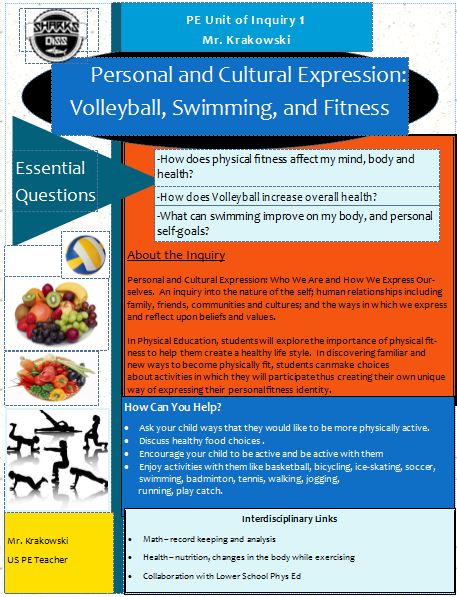 SHARKS
DISS
PE Unit of Inquiry 1
Mr. Krakowski
Personal and Cultural Expression:
Volleyball, Swimming, and Fitness
Essential
Questions
-How does physical fitness affect my mind, body and
health?
-How does Volleyball increase overall health?
-What can swimming improve on my body, and personal
self-goals?
About the Inquiry
Personal and Cultural Expression: Who We Are and How We Express Our-
selves. An inquiry into the nature of the self; human relationships including
family, friends, communities and cultures; and the ways in which we express
and reflect upon beliefs and values.
In Physical Education, students will explore the importance of physical fit-
ness to help them create a healthy life style. In discovering familiar and
new ways to become physically fit, students canmake choices
about activities in which they will participate thus creating their own unique
way of expressing their personal fitness identity.
How Can You Help?
• Ask your child ways that they would like to be more physically active.
• Discuss healthy food choices .
• Encourage your child to be active and be active with them
• Enjoy activities with them like basketball, bicycling, ice-skating, soccer,
swimming, badminton, tennis, walking, jogging,
running, play catch.
Interdisciplinary Links
• Math – record keeping and analysis
• Health – nutrition, changes in the body while exercising
• Collaboration with Lower School Phys Ed
Mr. Krakowski
US PE Teacher